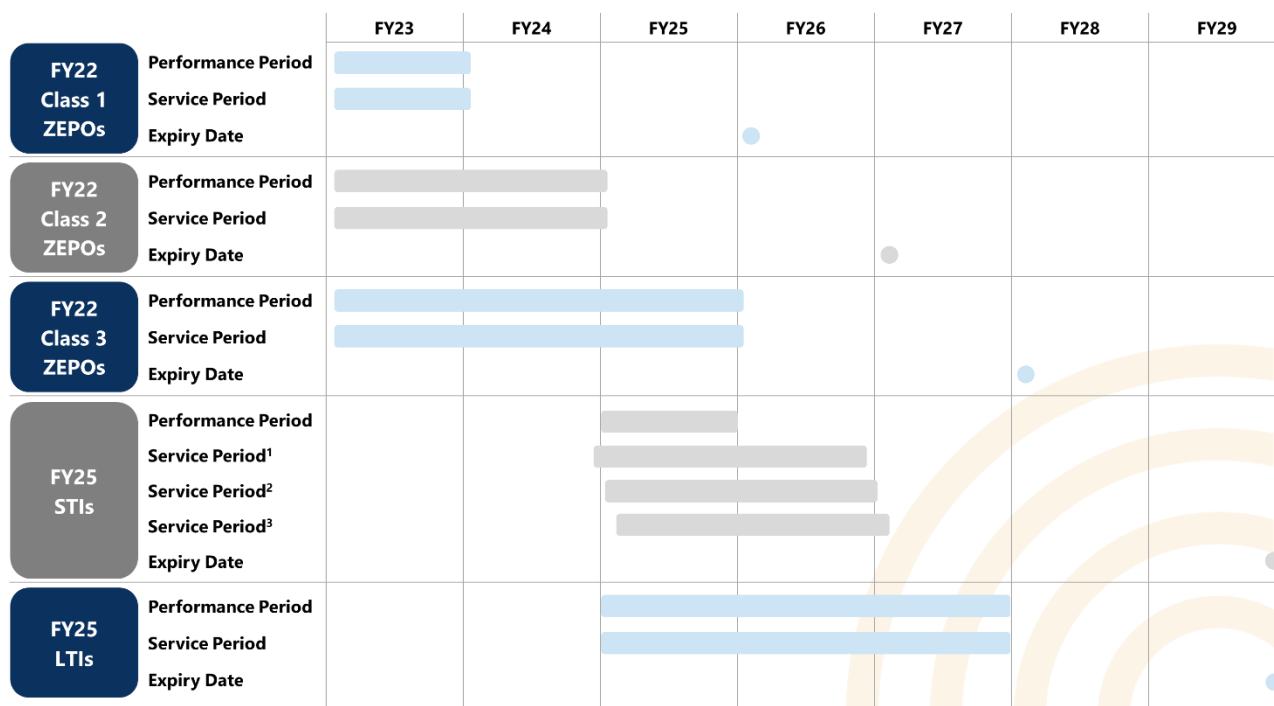 FY23 FY24 FY25 FY26 FY27 FY28 FY29
FY22
Class 1
ZEPOs
Performance Period
Service Period
Expiry Date
FY22
Class 2
ZEPOs
Performance Period
Service Period
Expiry Date
FY22
Class 3
ZEPOs
Performance Period
Service Period
Expiry Date
FY25
STIs
Performance Period
Service Period¹
Service Period²
Service Period³
Expiry Date
FY25
LTIs
Performance Period
Service Period
Expiry Date